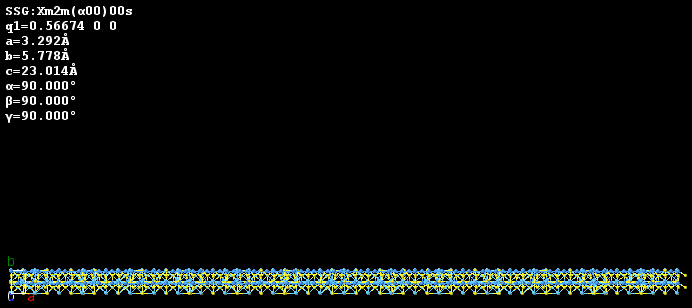 SSG:Xm2m(α00)00s
q1=0.56674 0 0
a=3.292Å
b=5.778Å
c=23.014Å
α=90.000°
β=90.000°
γ=90.000°
b
a